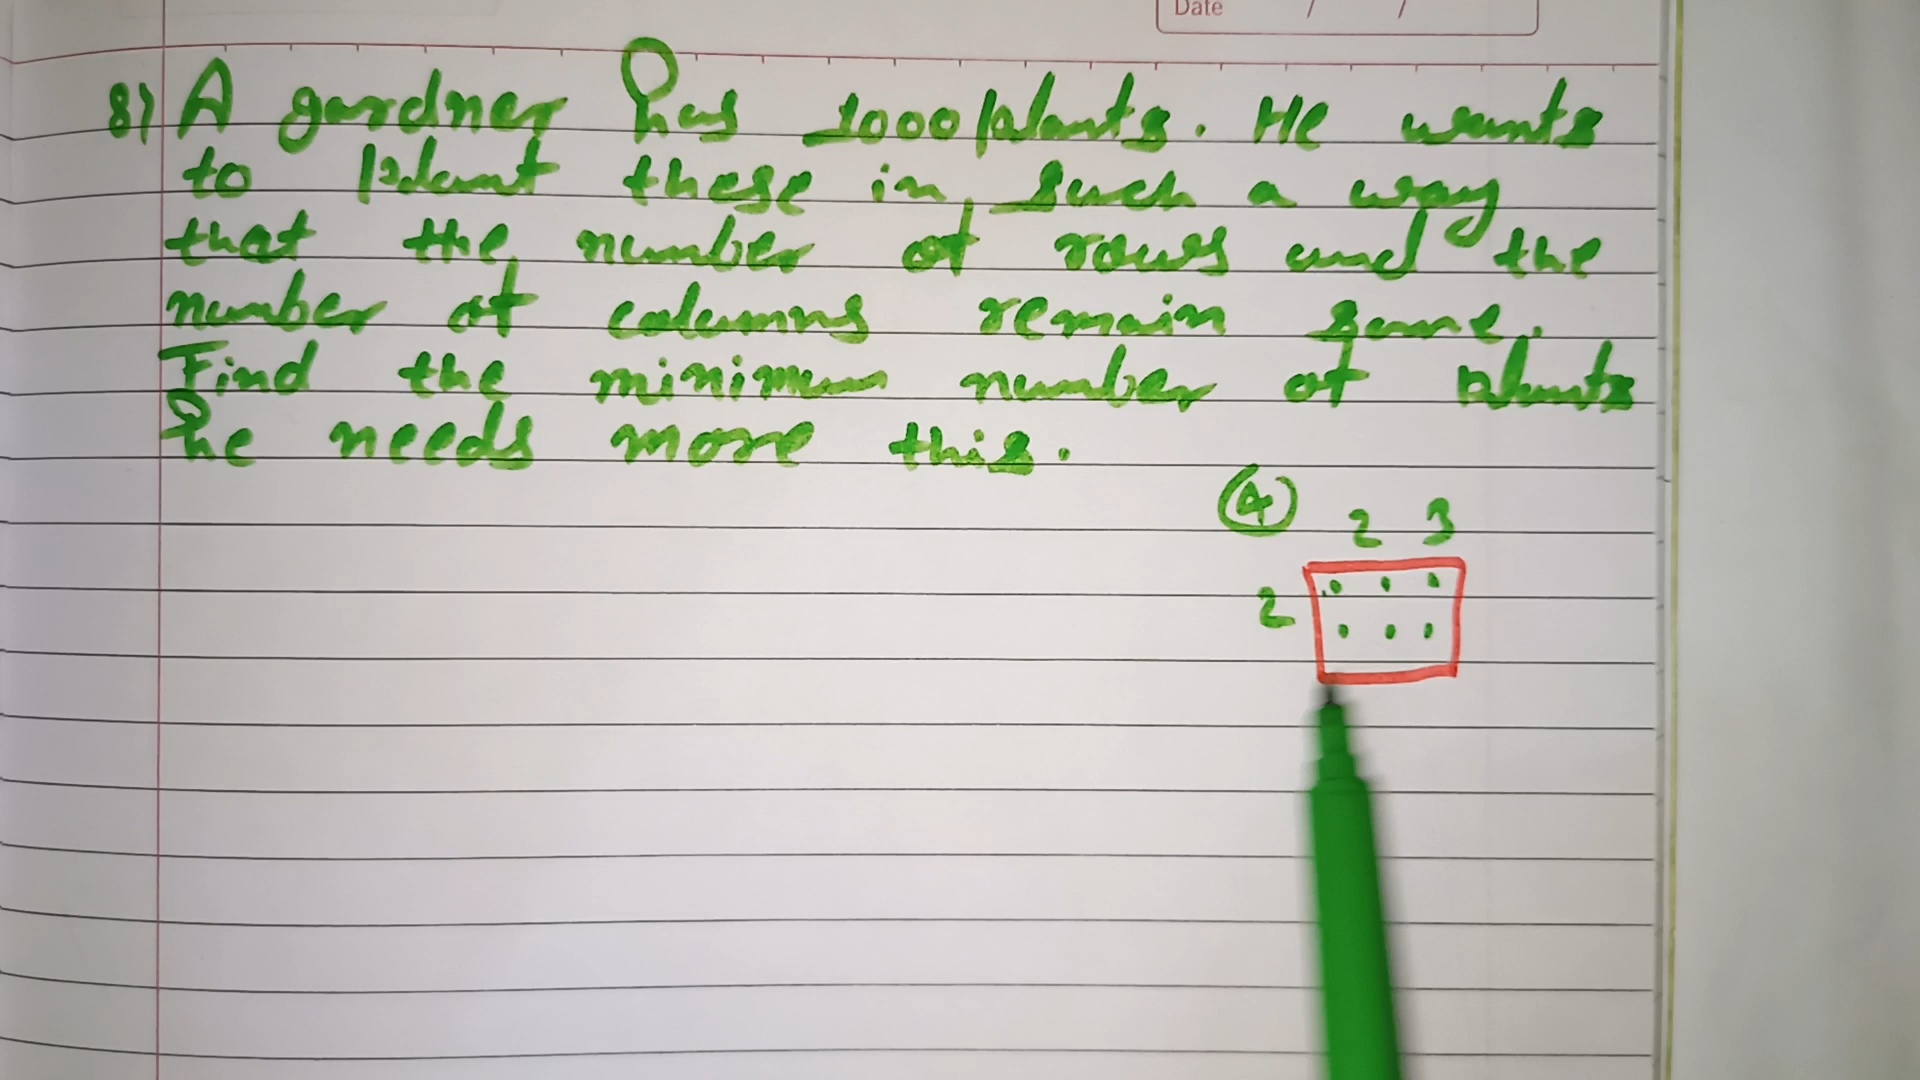 Date / /
8) A gardner has 1000 plants. He wants
to plant these in such a way
that the number of rows and the
number of columns remain same.
Find the minimum number of plants
he needs more this.
4
2 3
2